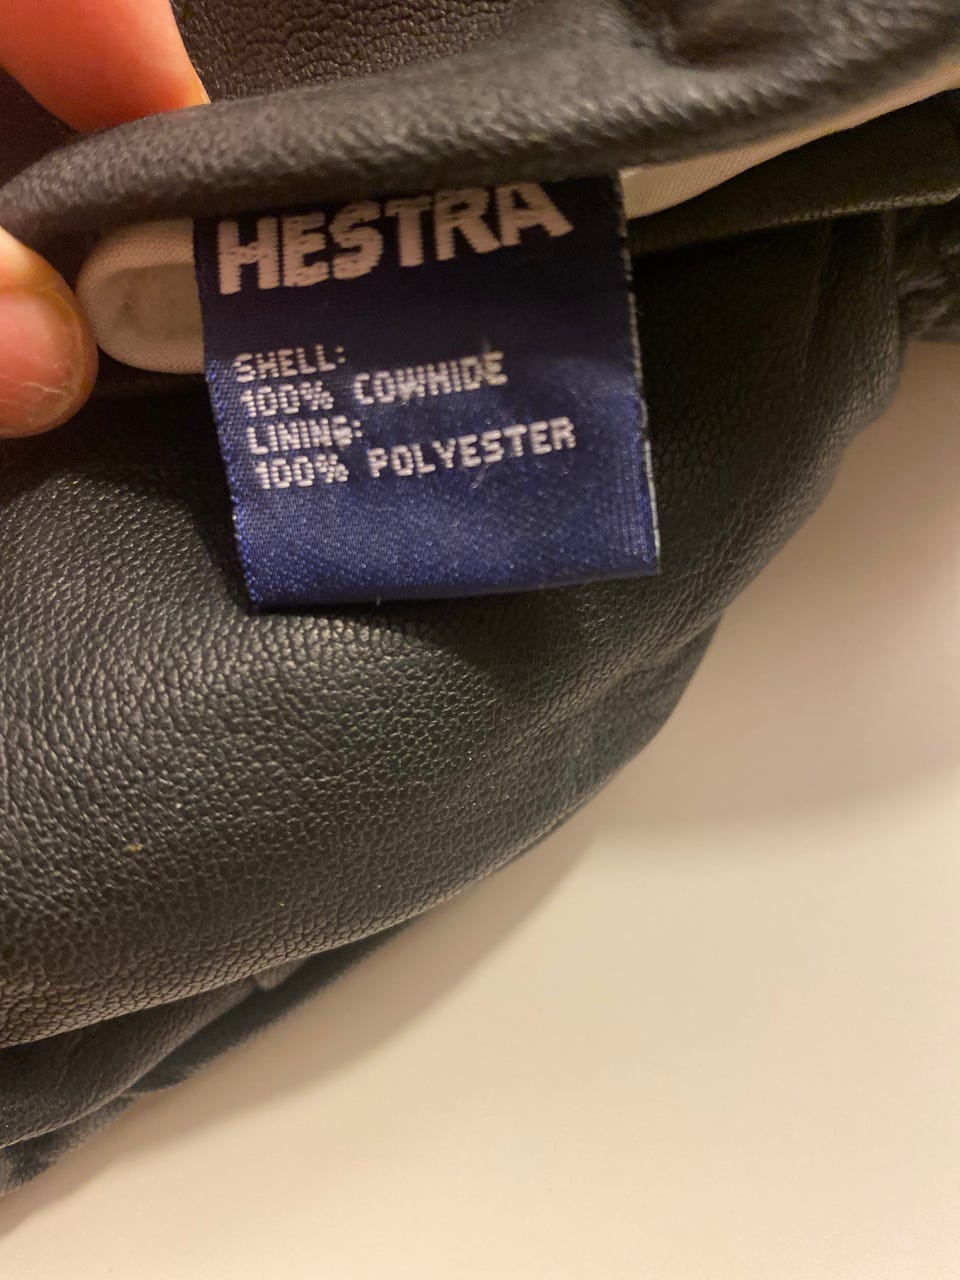 HESTRA
SHELL:
100% COWHIDE
LINING:
100% POLYESTER